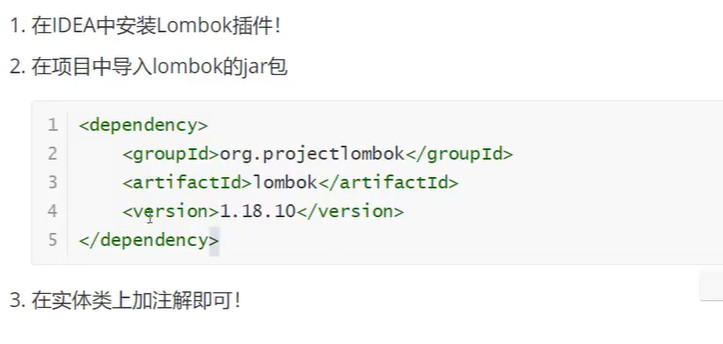 1. 在IDEA中安装Lombok插件！
2. 在项目中导入lombok的jar包
1 <dependency>
2     <groupId>org.projectlombok</groupId>
3     <artifactId>lombok</artifactId>
4     <version>1.18.10</version>
5 </dependency>
3. 在实体类上加注解即可！